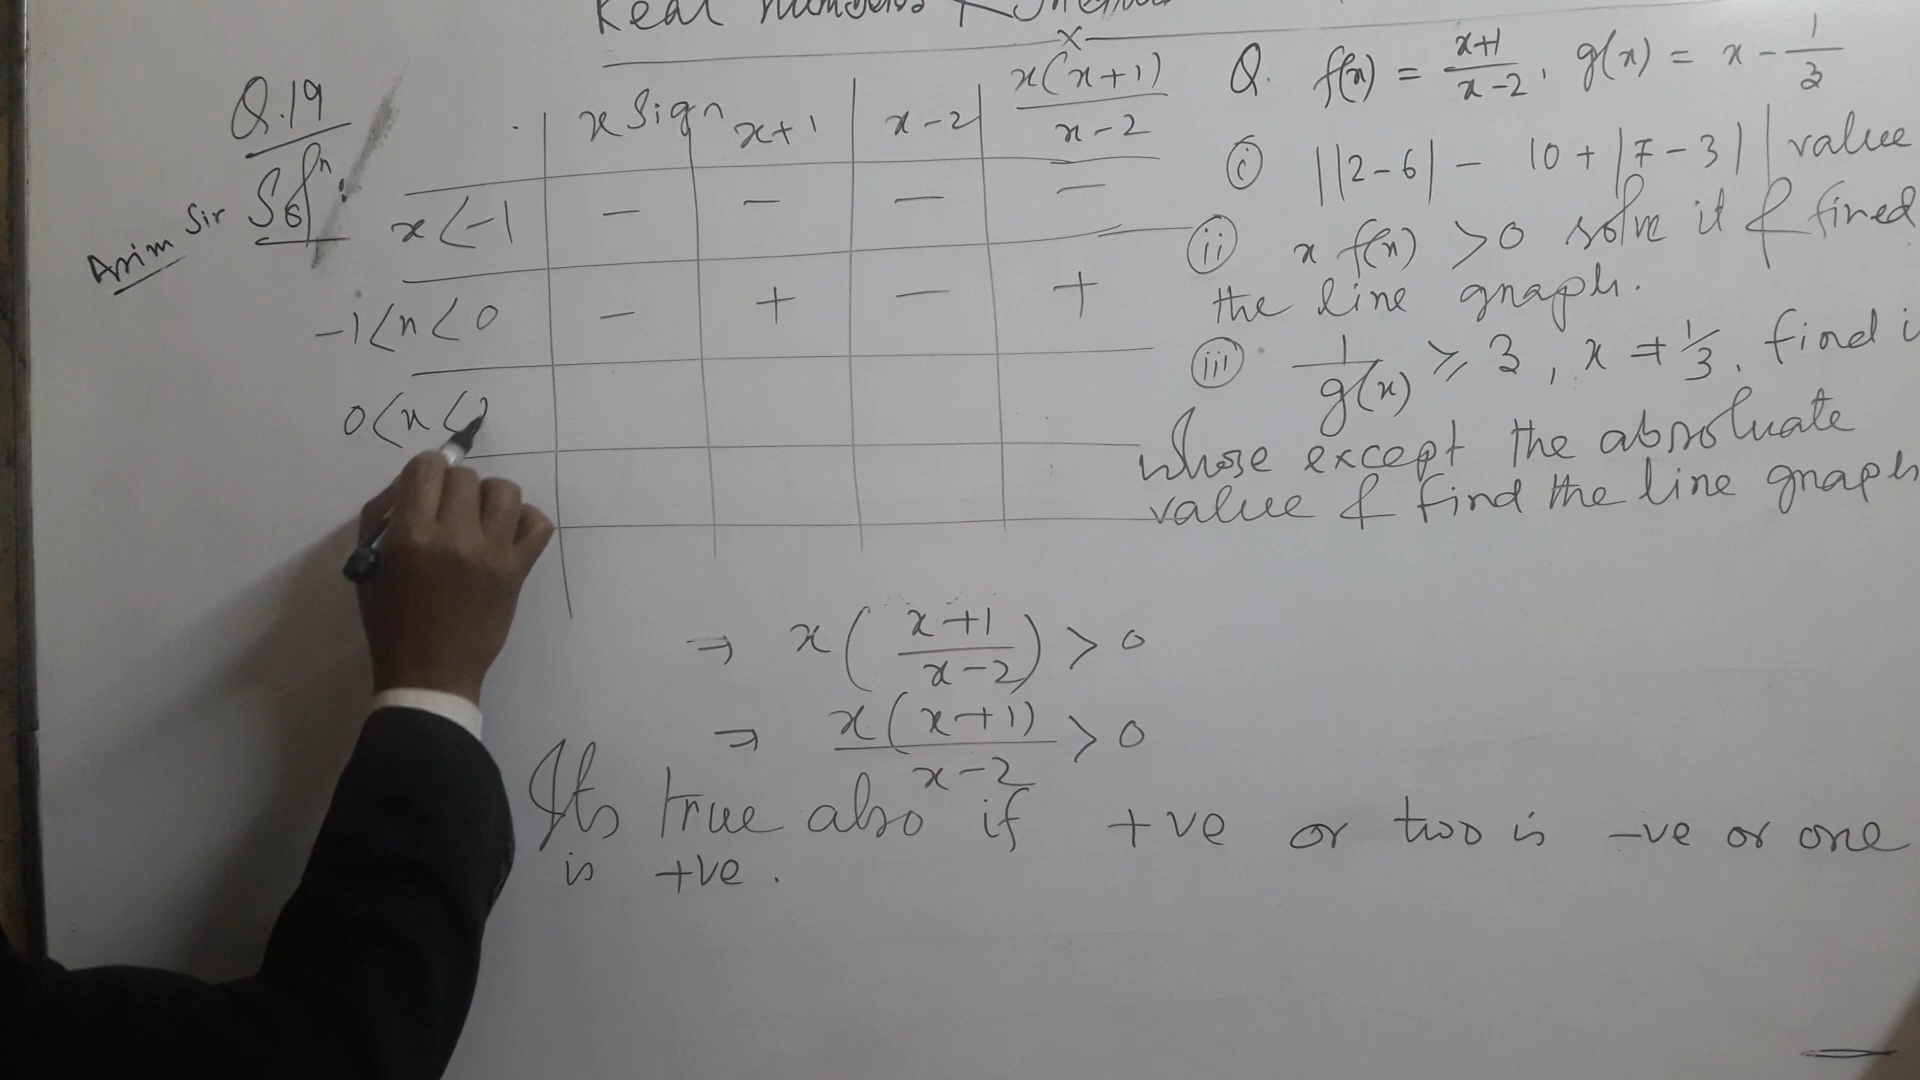 Real numbers &
x
Q.19
Soln:
Asim Sir
x Sign x+1 x-2 x(x+1)/x-2
x<-1 - - - -
-1<x<0 - + - +
0<x<2
Q. f(x) = x+1/x-2, g(x) = x - 1/3
(i) ||2-6| - 10 + |7-3|| value
(ii) x f(x) >0 solve it & fined
the line graph.
(iii) 1/g(x) ≥ 3, x ≠ 1/3. find i
whose except the absoluate
value & find the line graph
⇒ x(x+1/x-2) > 0
⇒ x(x+1)/x-2 > 0
Its true also if +ve or two is -ve or one
is +ve.